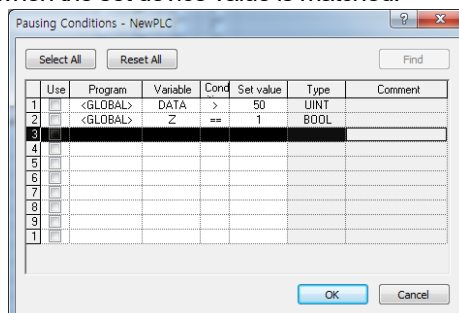 when the set device value is matched.
Pausing Conditions - NewPLC
Select All Reset All Find
Use Program Variable Cond Set value Type Comment
1 <GLOBAL> DATA > 50 UINT
2 <GLOBAL> Z == 1 BOOL
3
4
5
6
7
8
9
1
OK Cancel